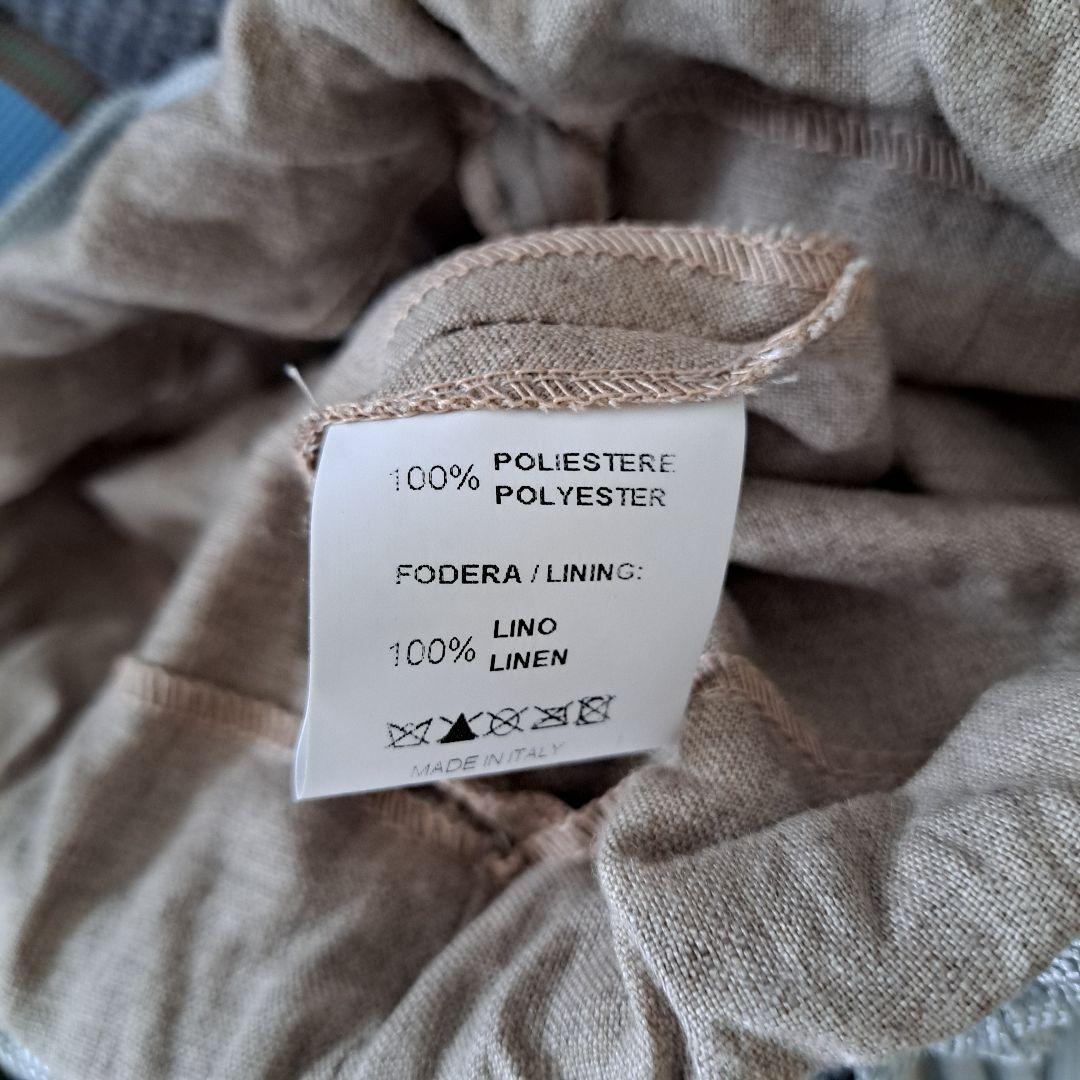 100% POLIESTERE
POLYESTER
FODERA / LINING:
100% LINO
LINEN
MADE IN ITALY